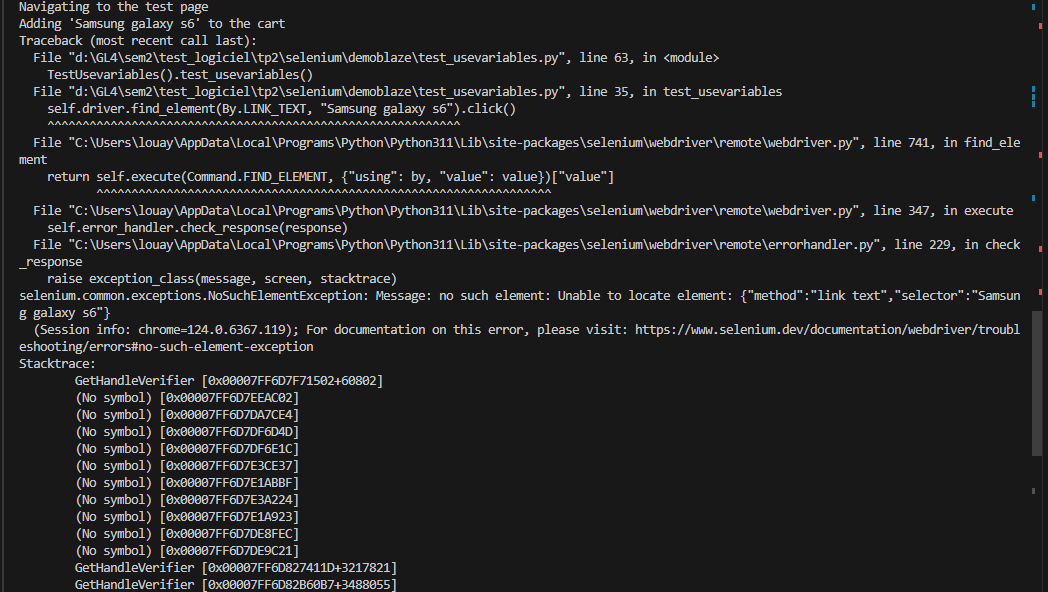 Navigating to the test page
Adding 'Samsung galaxy s6' to the cart
Traceback (most recent call last):
  File "d:\GL4\sem2\test_logiciel\tp2\selenium\demoblaze\test_usevariables.py", line 63, in <module>
    TestUsevariables().test_usevariables()
  File "d:\GL4\sem2\test_logiciel\tp2\selenium\demoblaze\test_usevariables.py", line 35, in test_usevariables
    self.driver.find_element(By.LINK_TEXT, "Samsung galaxy s6").click()
    ^^^^^^^^^^^^^^^^^^^^^^^^^^^^^^^^^^^^^^^^^^^^^^^^^^^^^^^^^^^
  File "C:\Users\louay\AppData\Local\Programs\Python\Python311\Lib\site-packages\selenium\webdriver\remote\webdriver.py", line 741, in find_ele
ment
    return self.execute(Command.FIND_ELEMENT, {"using": by, "value": value})["value"]
           ^^^^^^^^^^^^^^^^^^^^^^^^^^^^^^^^^^^^^^^^^^^^^^^^^^^^^^^^^^^^^^^^^
  File "C:\Users\louay\AppData\Local\Programs\Python\Python311\Lib\site-packages\selenium\webdriver\remote\webdriver.py", line 347, in execute
    self.error_handler.check_response(response)
  File "C:\Users\louay\AppData\Local\Programs\Python\Python311\Lib\site-packages\selenium\webdriver\remote\errorhandler.py", line 229, in check
_response
    raise exception_class(message, screen, stacktrace)
selenium.common.exceptions.NoSuchElementException: Message: no such element: Unable to locate element: {"method":"link text","selector":"Samsun
g galaxy s6"}
  (Session info: chrome=124.0.6367.119); For documentation on this error, please visit: https://www.selenium.dev/documentation/webdriver/troubl
eshooting/errors#no-such-element-exception
Stacktrace:
        GetHandleVerifier [0x00007FF6D7F71502+60802]
        (No symbol) [0x00007FF6D7EEAC02]
        (No symbol) [0x00007FF6D7DA7CE4]
        (No symbol) [0x00007FF6D7DF6D4D]
        (No symbol) [0x00007FF6D7DF6E1C]
        (No symbol) [0x00007FF6D7E3CE37]
        (No symbol) [0x00007FF6D7E1ABBF]
        (No symbol) [0x00007FF6D7E3A224]
        (No symbol) [0x00007FF6D7E1A923]
        (No symbol) [0x00007FF6D7DE8FEC]
        (No symbol) [0x00007FF6D7DE9C21]
        GetHandleVerifier [0x00007FF6D827411D+3217821]
        GetHandleVerifier [0x00007FF6D82B60B7+3488055]